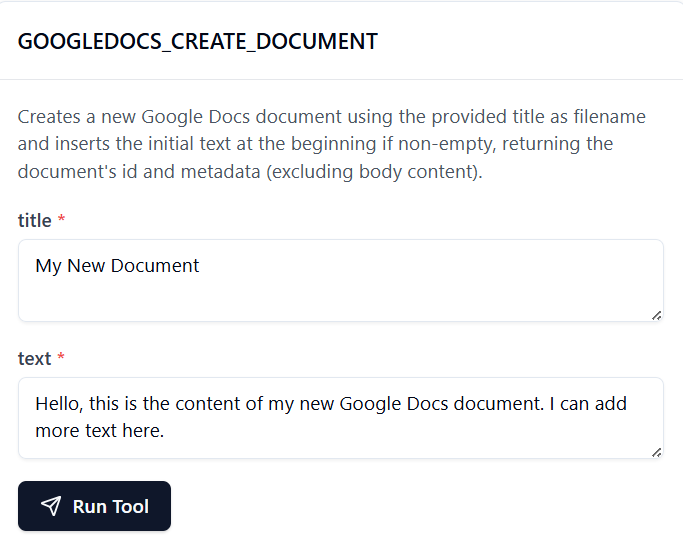 GOOGLEDOCS_CREATE_DOCUMENT
Creates a new Google Docs document using the provided title as filename
and inserts the initial text at the beginning if non-empty, returning the
document's id and metadata (excluding body content).
title *
My New Document
text *
Hello, this is the content of my new Google Docs document. I can add
more text here.
Run Tool